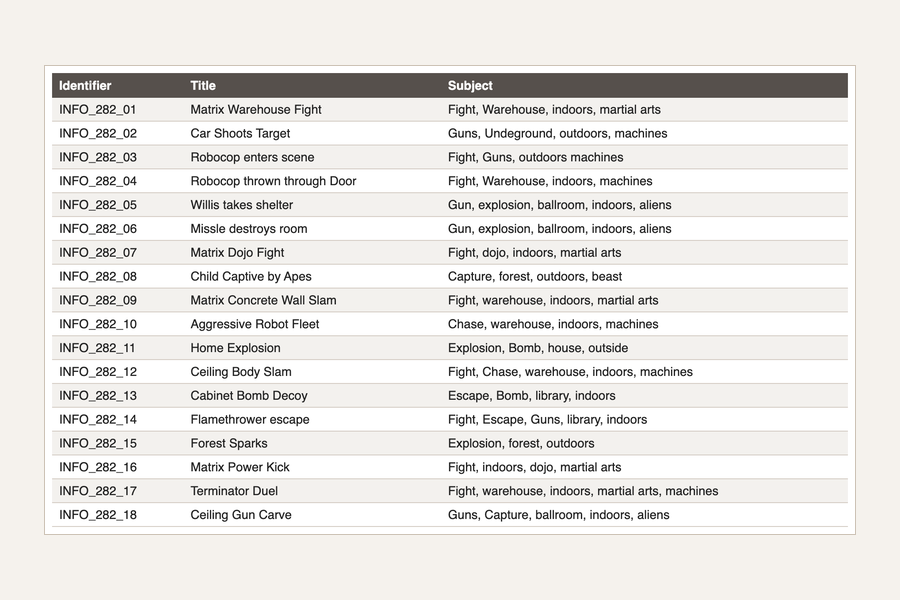 Identifier Title Subject
INFO_282_01 Matrix Warehouse Fight Fight, Warehouse, indoors, martial arts
INFO_282_02 Car Shoots Target Guns, Undeground, outdoors, machines
INFO_282_03 Robocop enters scene Fight, Guns, outdoors machines
INFO_282_04 Robocop thrown through Door Fight, Warehouse, indoors, machines
INFO_282_05 Willis takes shelter Gun, explosion, ballroom, indoors, aliens
INFO_282_06 Missle destroys room Gun, explosion, ballroom, indoors, aliens
INFO_282_07 Matrix Dojo Fight Fight, dojo, indoors, martial arts
INFO_282_08 Child Captive by Apes Capture, forest, outdoors, beast
INFO_282_09 Matrix Concrete Wall Slam Fight, warehouse, indoors, martial arts
INFO_282_10 Aggressive Robot Fleet Chase, warehouse, indoors, machines
INFO_282_11 Home Explosion Explosion, Bomb, house, outside
INFO_282_12 Ceiling Body Slam Fight, Chase, warehouse, indoors, machines
INFO_282_13 Cabinet Bomb Decoy Escape, Bomb, library, indoors
INFO_282_14 Flamethrower escape Fight, Escape, Guns, library, indoors
INFO_282_15 Forest Sparks Explosion, forest, outdoors
INFO_282_16 Matrix Power Kick Fight, indoors, dojo, martial arts
INFO_282_17 Terminator Duel Fight, warehouse, indoors, martial arts, machines
INFO_282_18 Ceiling Gun Carve Guns, Capture, ballroom, indoors, aliens